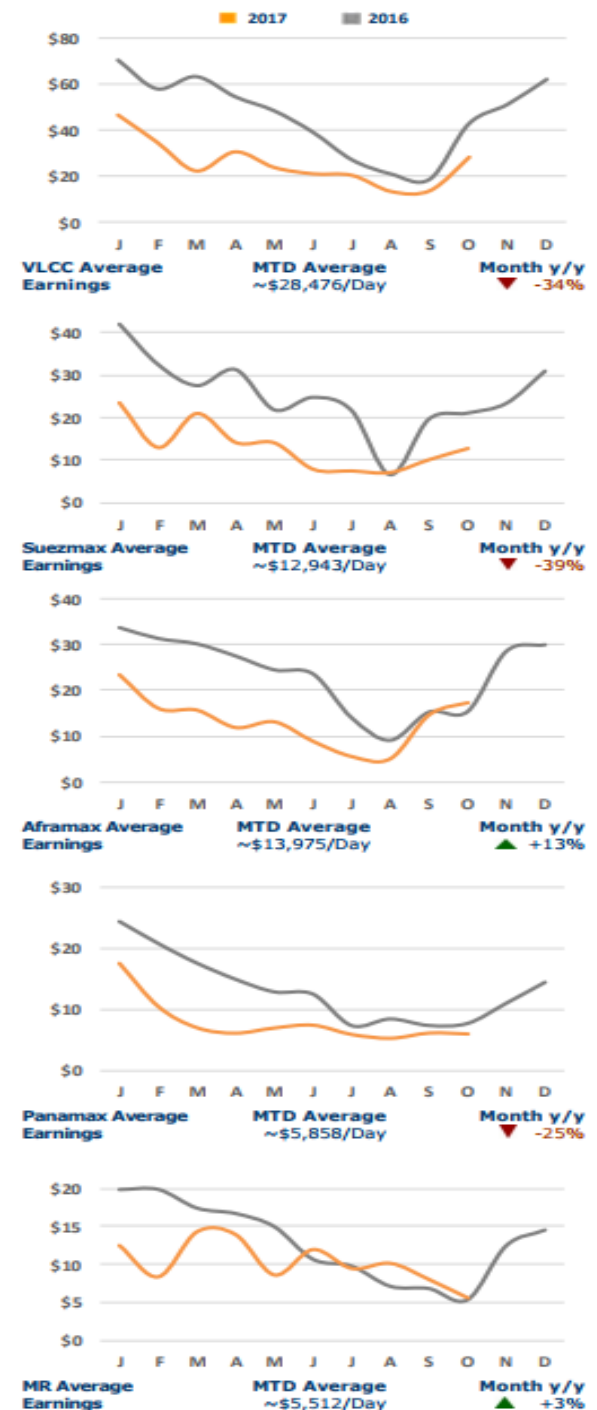 2017 2016
$80
$60
$40
$20
$0
J F M A M J J A S O N D
VLCC Average MTD Average Month y/y
Earnings ~$28,476/Day -34%
$40
$30
$20
$10
$0
J F M A M J J A S O N D
Suezmax Average MTD Average Month y/y
Earnings ~$12,943/Day -39%
$40
$30
$20
$10
$0
J F M A M J J A S O N D
Aframax Average MTD Average Month y/y
Earnings ~$13,975/Day +13%
$30
$20
$10
$0
J F M A M J J A S O N D
Panamax Average MTD Average Month y/y
Earnings ~$5,858/Day -25%
$20
$15
$10
$5
$0
J F M A M J J A S O N D
MR Average MTD Average Month y/y
Earnings ~$5,512/Day +3%